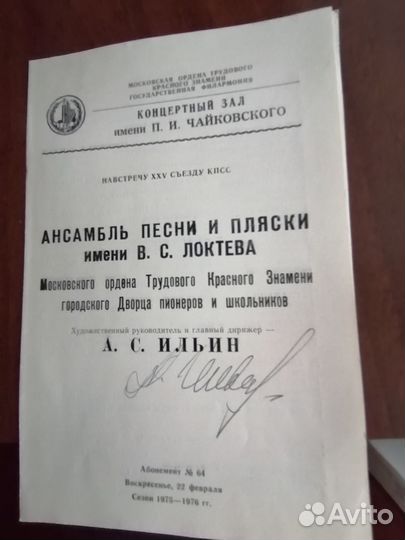 МОСКОВСКАЯ ОРДЕНА ТРУДОВОГО
КРАСНОГО ЗНАМЕНИ
ГОСУДАРСТВЕННАЯ ФИЛАРМОНИЯ
КОНЦЕРТНЫЙ ЗАЛ
имени П. И. ЧАЙКОВСКОГО
НАВСТРЕЧУ XXV СЪЕЗДУ КПСС
АНСАМБЛЬ ПЕСНИ И ПЛЯСКИ
имени В. С. ЛОКТЕВА
Московского ордена Трудового Красного Знамени
городского Дворца пионеров и школьников
Художественный руководитель и главный дирижер —
А. С. ИЛЬИН
Абонемент № 64
Воскресенье, 22 февраля
Сезон 1975—1976 гг.
Avito